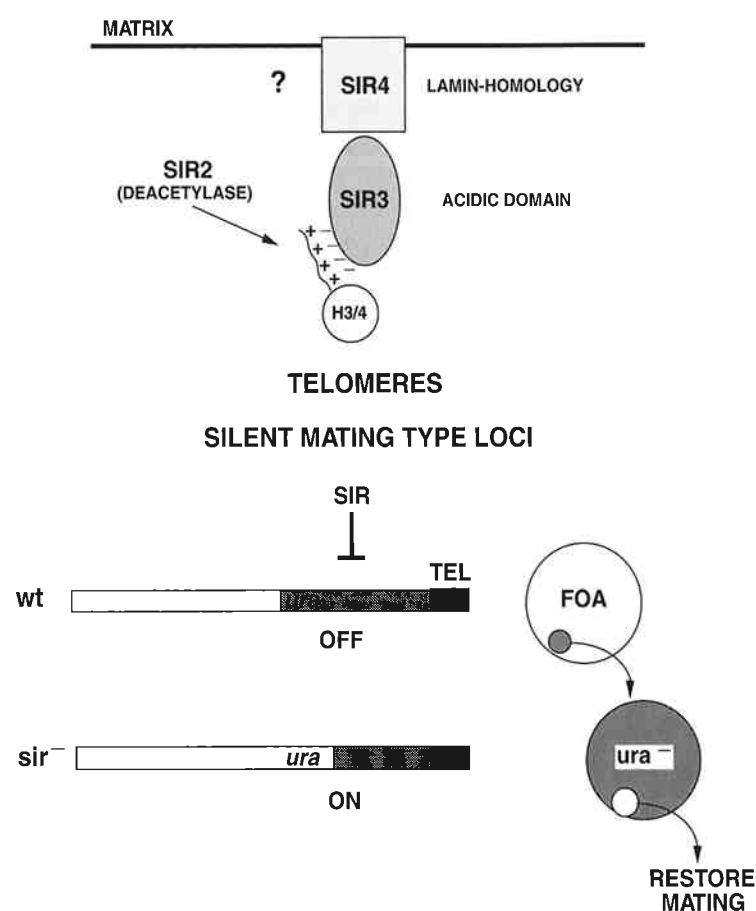 MATRIX
?
SIR4
LAMIN-HOMOLOGY
SIR2
(DEACETYLASE)
SIR3
ACIDIC DOMAIN
+ −
+ −
+ −
+ −
H3/4
TELOMERES
SILENT MATING TYPE LOCI
SIR
TEL
wt
ura
OFF
FOA
sir −
ura
ON
ura −
RESTORE
MATING